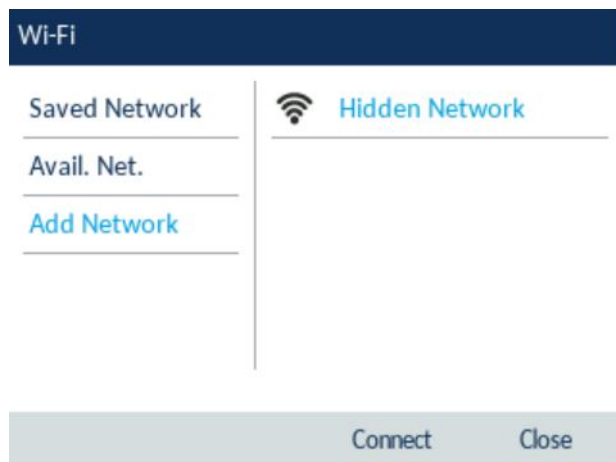 Wi-Fi
Saved Network
Avail. Net.
Add Network
Hidden Network
Connect
Close